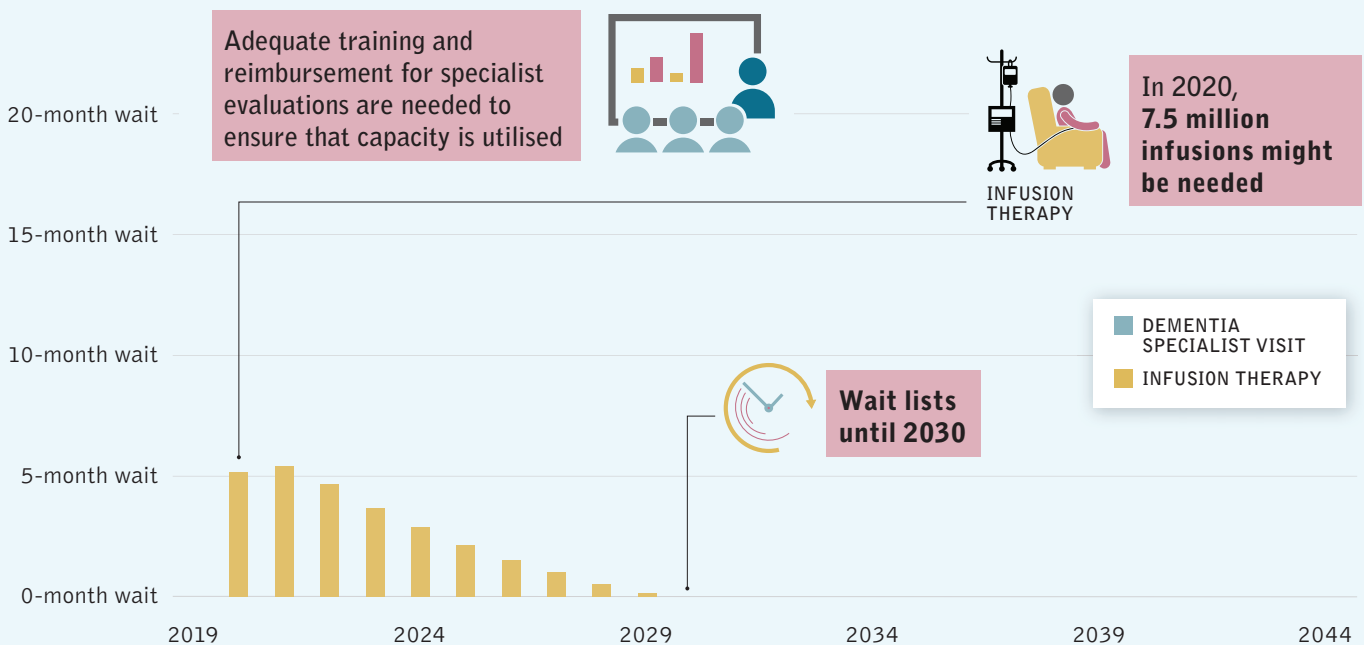 Adequate training and
reimbursement for specialist
evaluations are needed to
ensure that capacity is utilised
INFUSION
THERAPY
In 2020,
7.5 million
infusions might
be needed
20-month wait
15-month wait
10-month wait
5-month wait
0-month wait
DEMENTIA
SPECIALIST VISIT
INFUSION THERAPY
Wait lists
until 2030
2019
2024
2029
2034
2039
2044